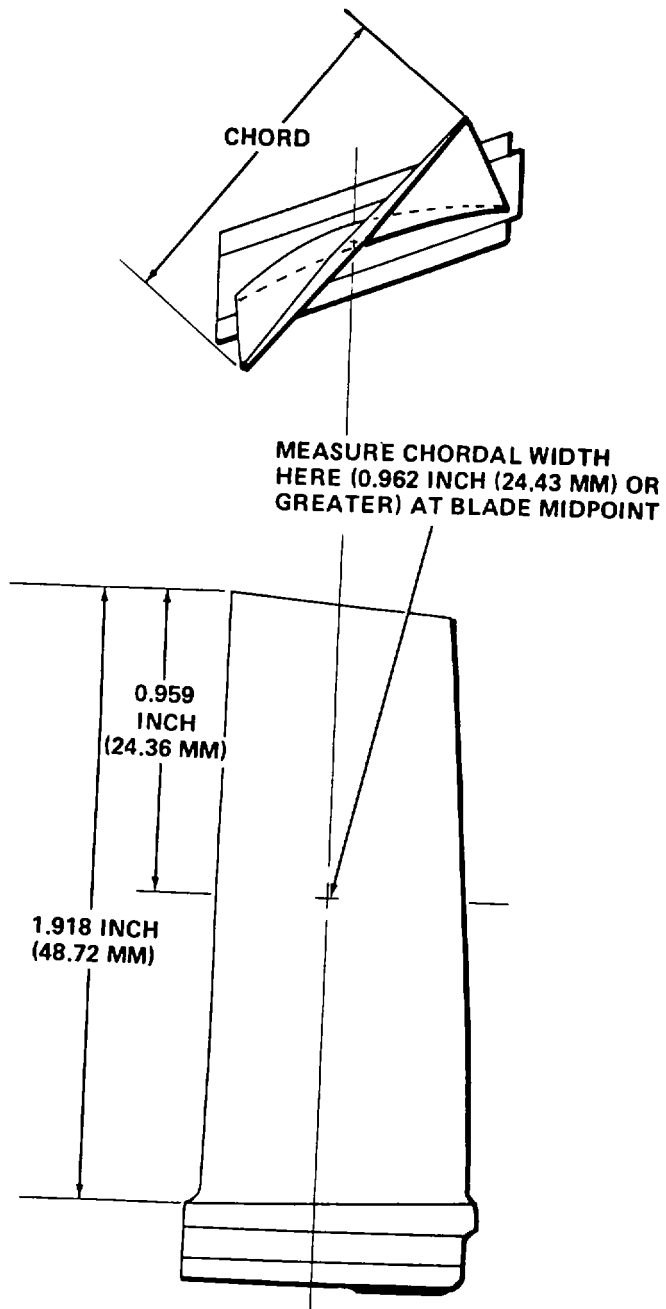 CHORD
MEASURE CHORDAL WIDTH
HERE (0.962 INCH (24.43 MM) OR
GREATER) AT BLADE MIDPOINT
0.959
INCH
(24.36 MM)
1.918 INCH
(48.72 MM)